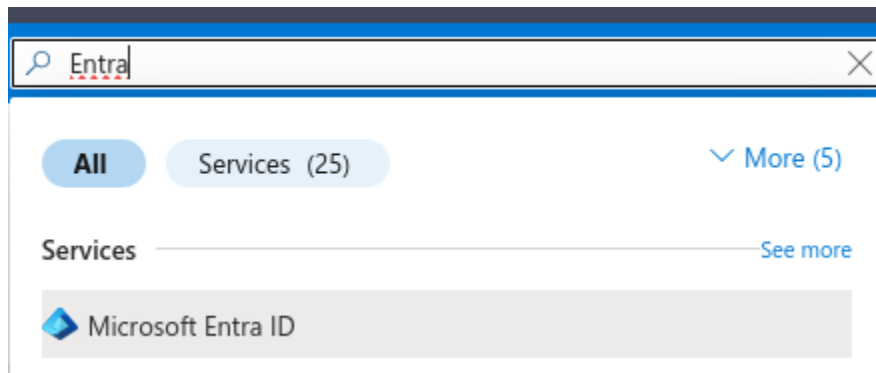 Entra
All Services (25) More (5)
Services See more
Microsoft Entra ID